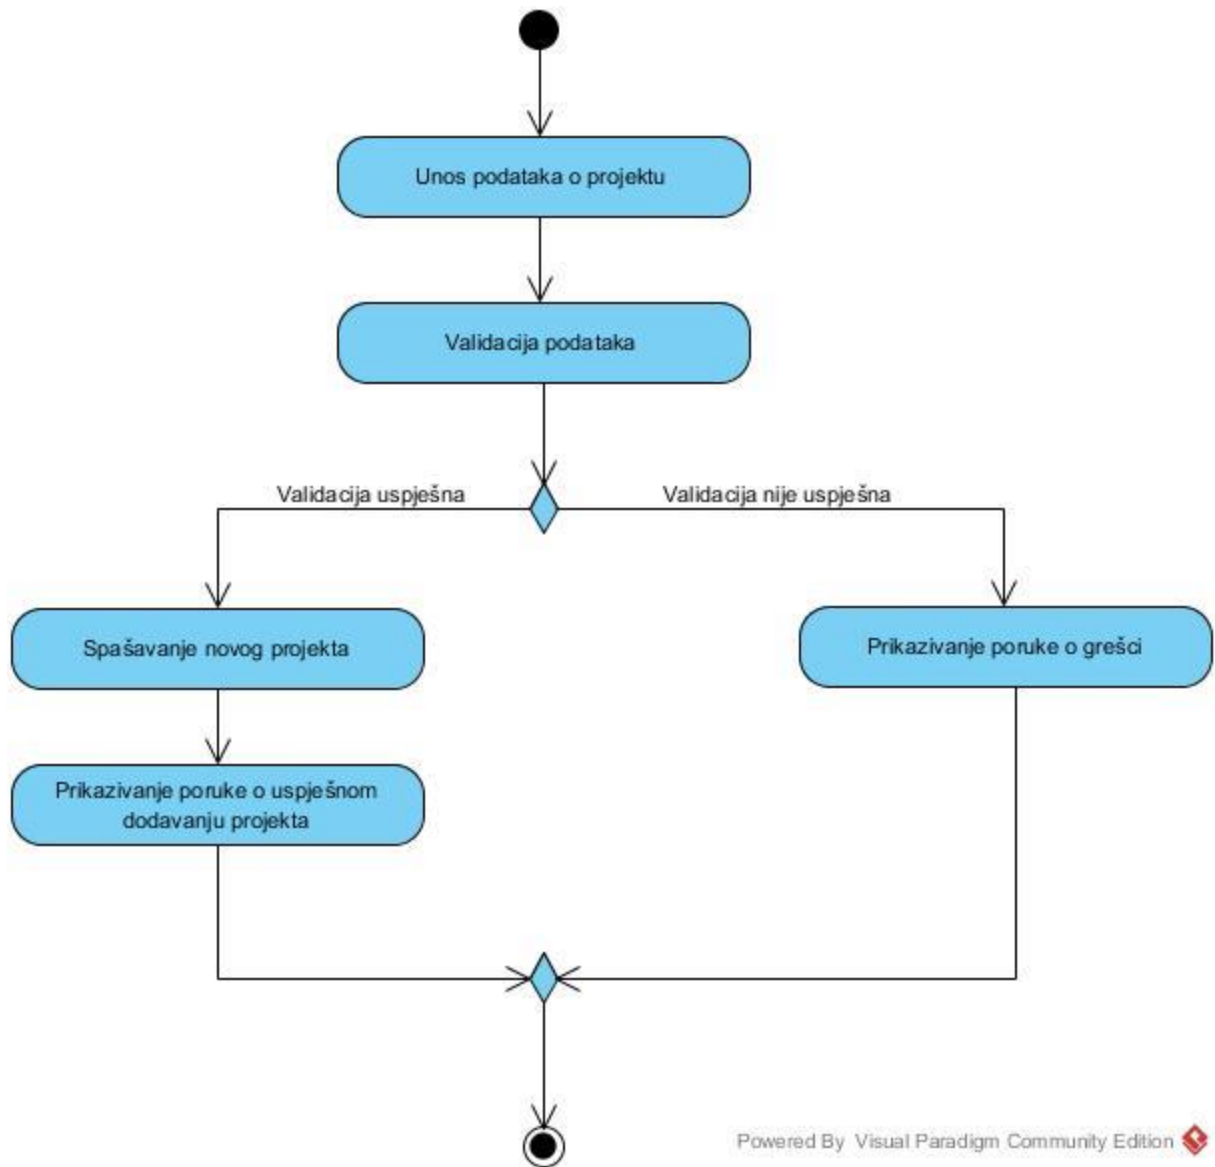 Unos podataka o projektu
Validacija podataka
Validacija uspješna
Validacija nije uspješna
Spašavanje novog projekta
Prikazivanje poruke o grešci
Prikazivanje poruke o uspješnom
dodavanju projekta
Powered By Visual Paradigm Community Edition